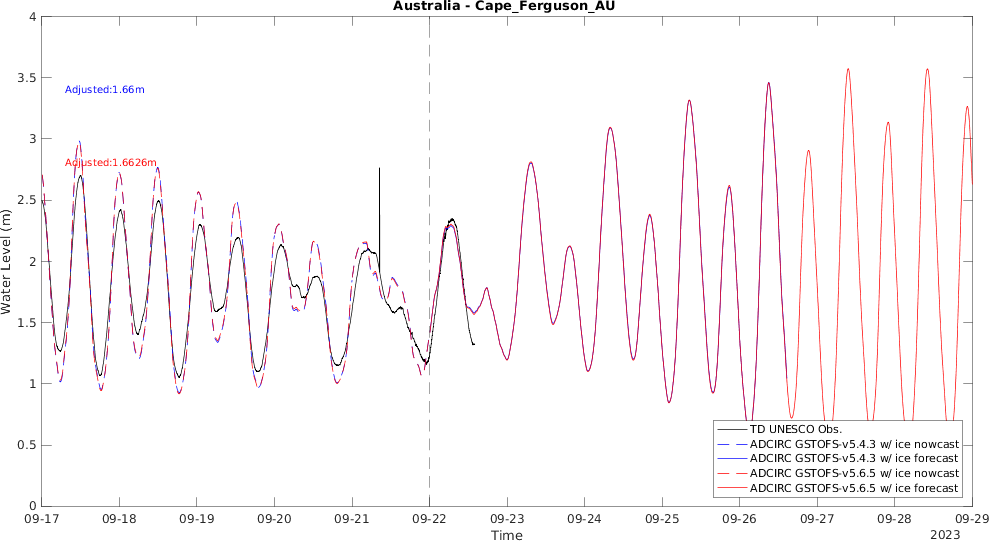 Australia - Cape_Ferguson_AU
4
3.5
3
2.5
2
1.5
1
0.5
0
Water Level (m)
Adjusted:1.66m
Adjusted:1.6626m
TD UNESCO Obs.
ADCIRC GSTOFS-v5.4.3 w/ ice nowcast
ADCIRC GSTOFS-v5.4.3 w/ ice forecast
ADCIRC GSTOFS-v5.6.5 w/ ice nowcast
ADCIRC GSTOFS-v5.6.5 w/ ice forecast
09-17 09-18 09-19 09-20 09-21 09-22 09-23 09-24 09-25 09-26 09-27 09-28 09-29
Time
2023